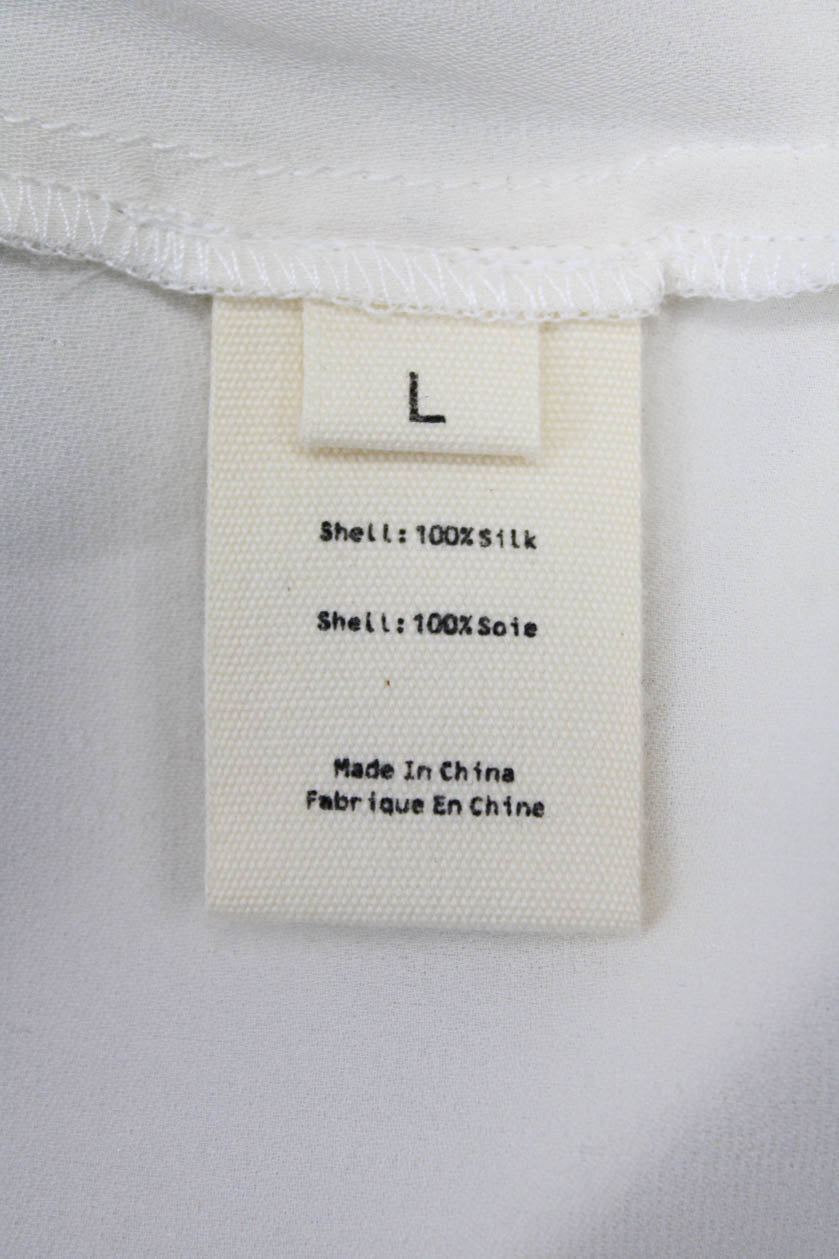 L
Shell: 100% Silk
Shell: 100% Soie
Made In China
Fabrique En Chine